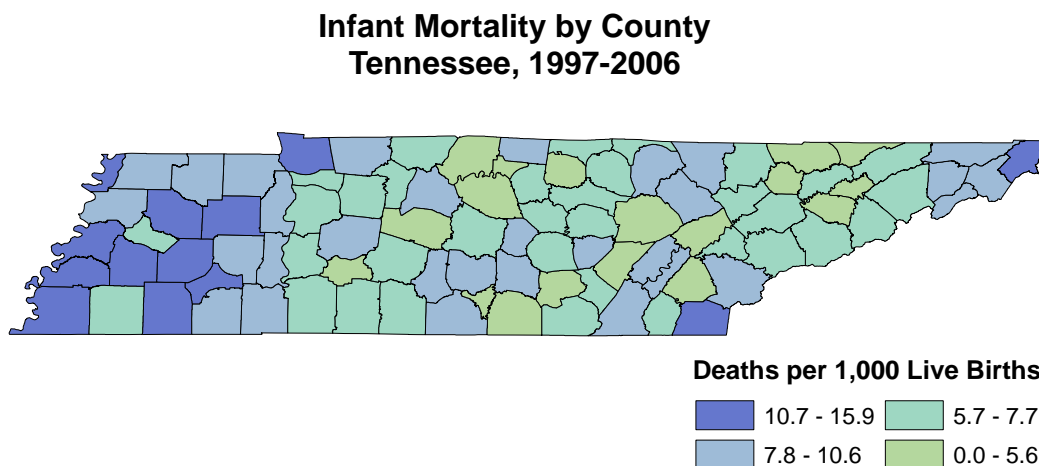 Infant Mortality by County
Tennessee, 1997-2006
Deaths per 1,000 Live Births
10.7 - 15.9 5.7 - 7.7
7.8 - 10.6 0.0 - 5.6